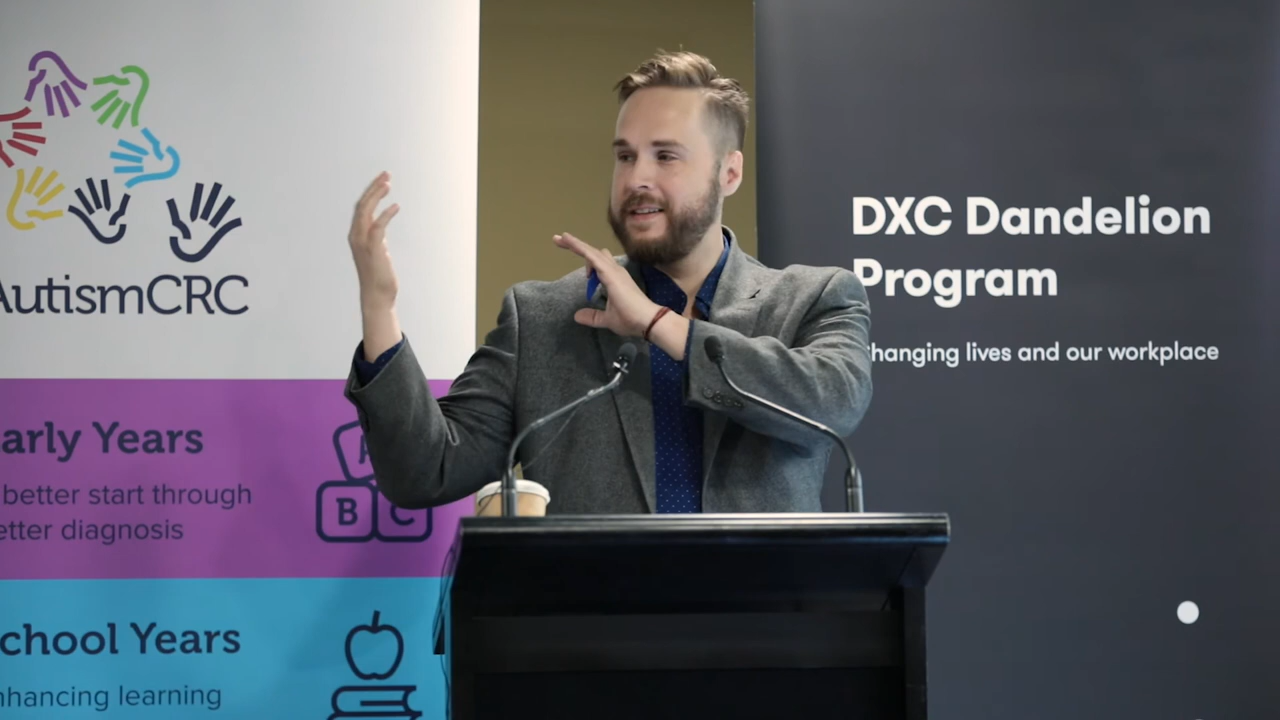 AutismCRC
arly Years
better start through
etter diagnosis
A
B C
chool Years
nhancing learning
DXC Dandelion
Program
hanging lives and our workplace